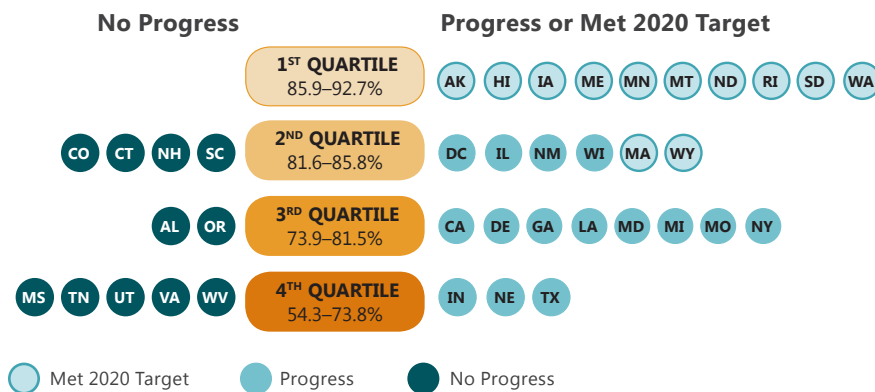 No Progress
Progress or Met 2020 Target
1ST QUARTILE
85.9–92.7%
AK HI IA ME MN MT ND RI SD WA
CO CT NH SC
2ND QUARTILE
81.6–85.8%
DC IL NM WI MA WY
AL OR
3RD QUARTILE
73.9–81.5%
CA DE GA LA MD MI MO NY
MS TN UT VA WV
4TH QUARTILE
54.3–73.8%
IN NE TX
Met 2020 Target
Progress
No Progress